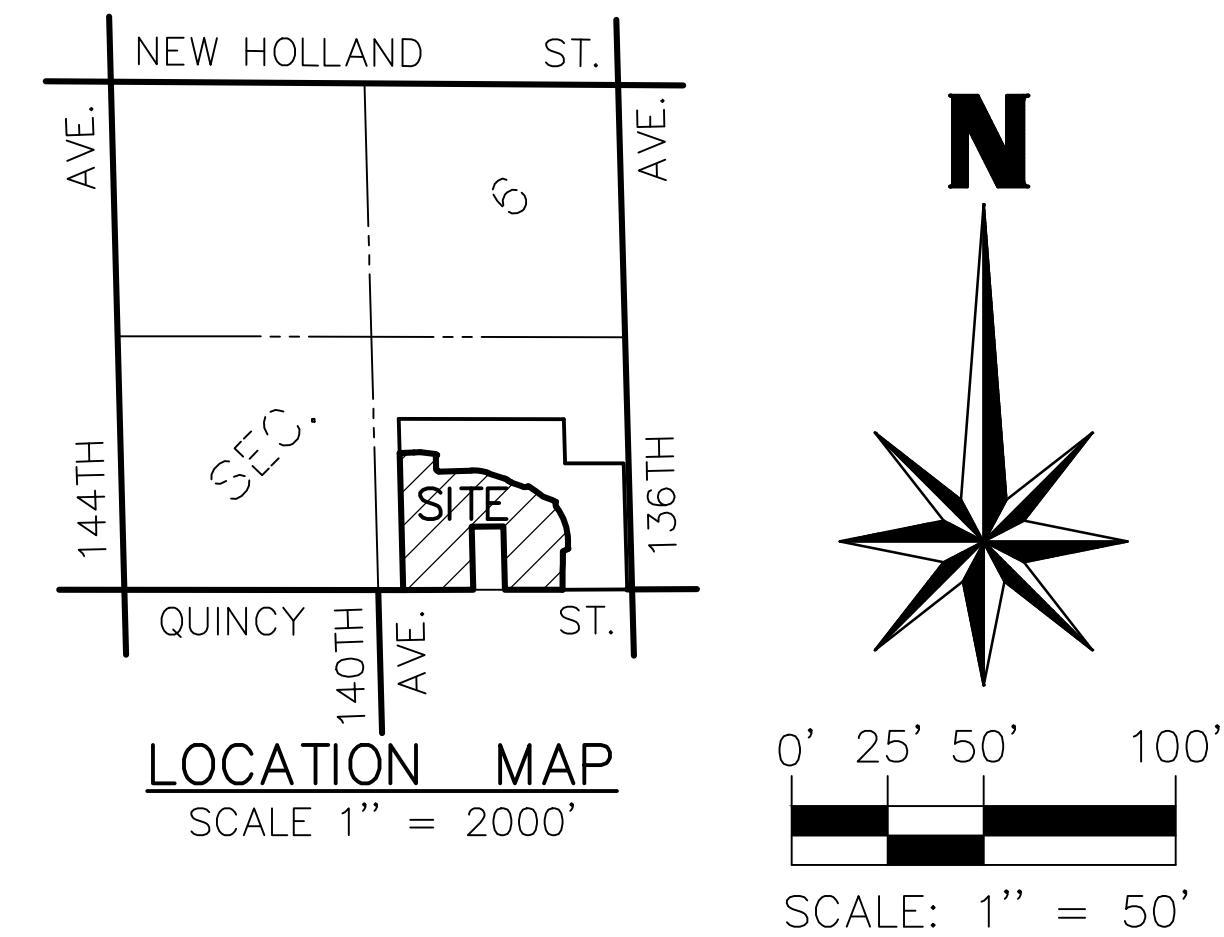 NEW HOLLAND ST.
AVE.
AVE.
N
6
SEC.
144TH
136TH
SITE
QUINCY ST.
140TH
AVE.
LOCATION MAP
SCALE 1" = 2000'
0' 25' 50' 100'
SCALE: 1" = 50'